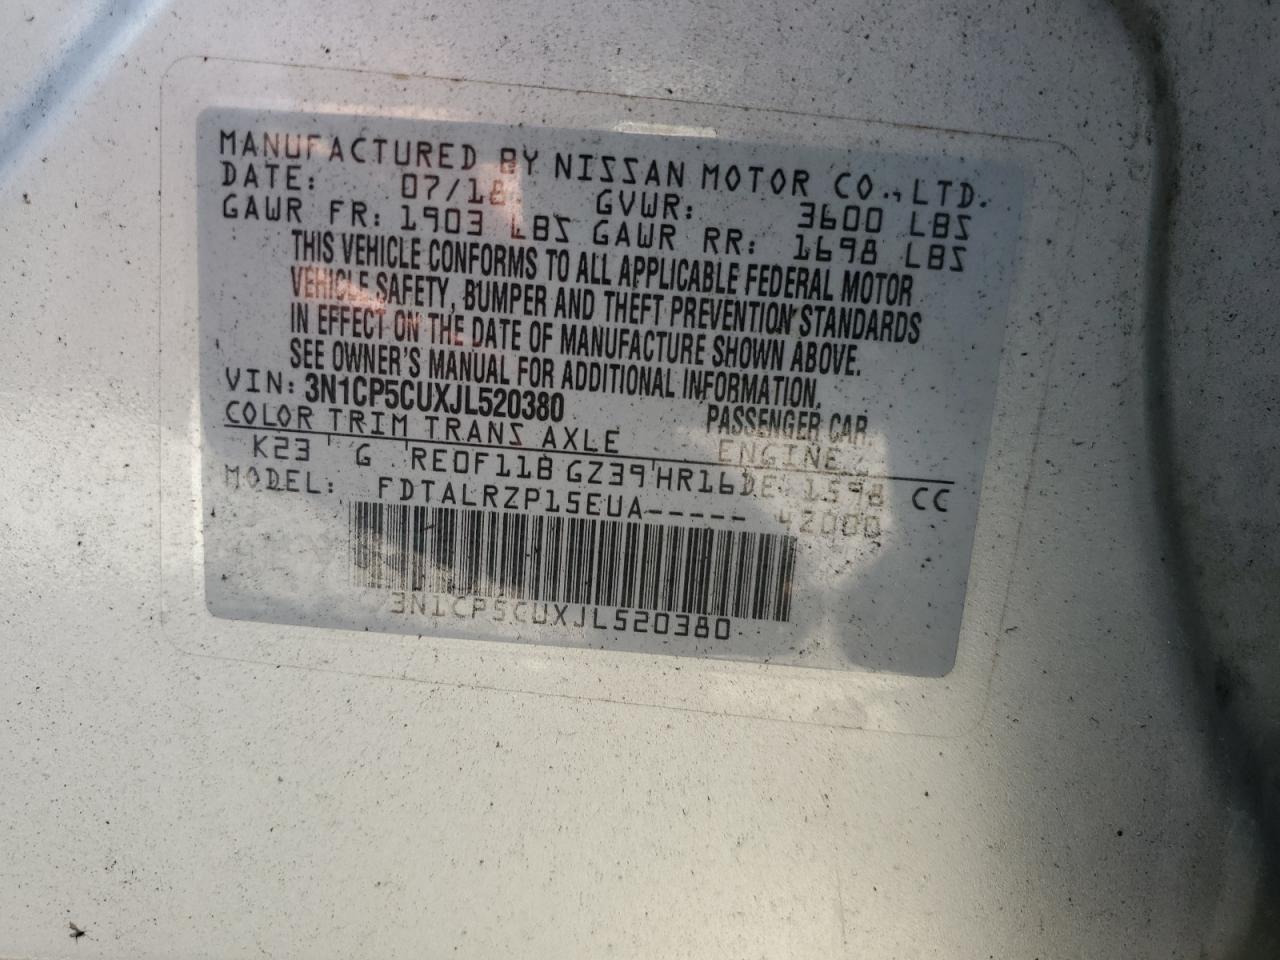 MANUFACTURED BY NISSAN MOTOR CO., LTD.
DATE: 07/18 GVWR: 3600 LBS
GAWR FR: 1903 LBS GAWR RR: 1698 LBS
THIS VEHICLE CONFORMS TO ALL APPLICABLE FEDERAL MOTOR
VEHICLE SAFETY, BUMPER AND THEFT PREVENTION STANDARDS
IN EFFECT ON THE DATE OF MANUFACTURE SHOWN ABOVE.
SEE OWNER'S MANUAL FOR ADDITIONAL INFORMATION.
VIN: 3N1CP5CUXJL520380 PASSENGER CAR
COLOR TRIM TRANS AXLE ENGINE
K23 G RE0F11B GZ39 HR16DE 1598 CC
MODEL: FDTALRZP15EUA----- 42000
3N1CP5CUXJL520380